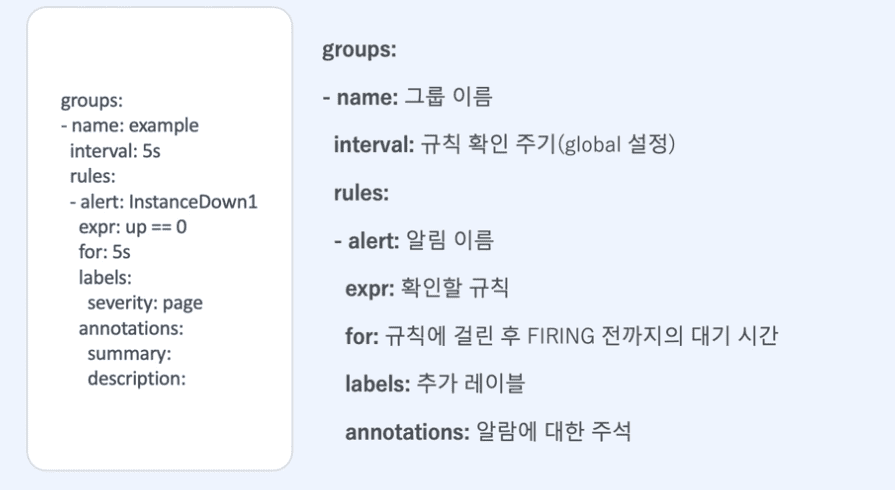 groups:
- name: example
interval: 5s
rules:
- alert: InstanceDown1
expr: up == 0
for: 5s
labels:
severity: page
annotations:
summary:
description:
groups:
- name: 그룹 이름
interval: 규칙 확인 주기(global 설정)
rules:
- alert: 알림 이름
expr: 확인할 규칙
for: 규칙에 걸린 후 FIRING 전까지의 대기 시간
labels: 추가 레이블
annotations: 알람에 대한 주석